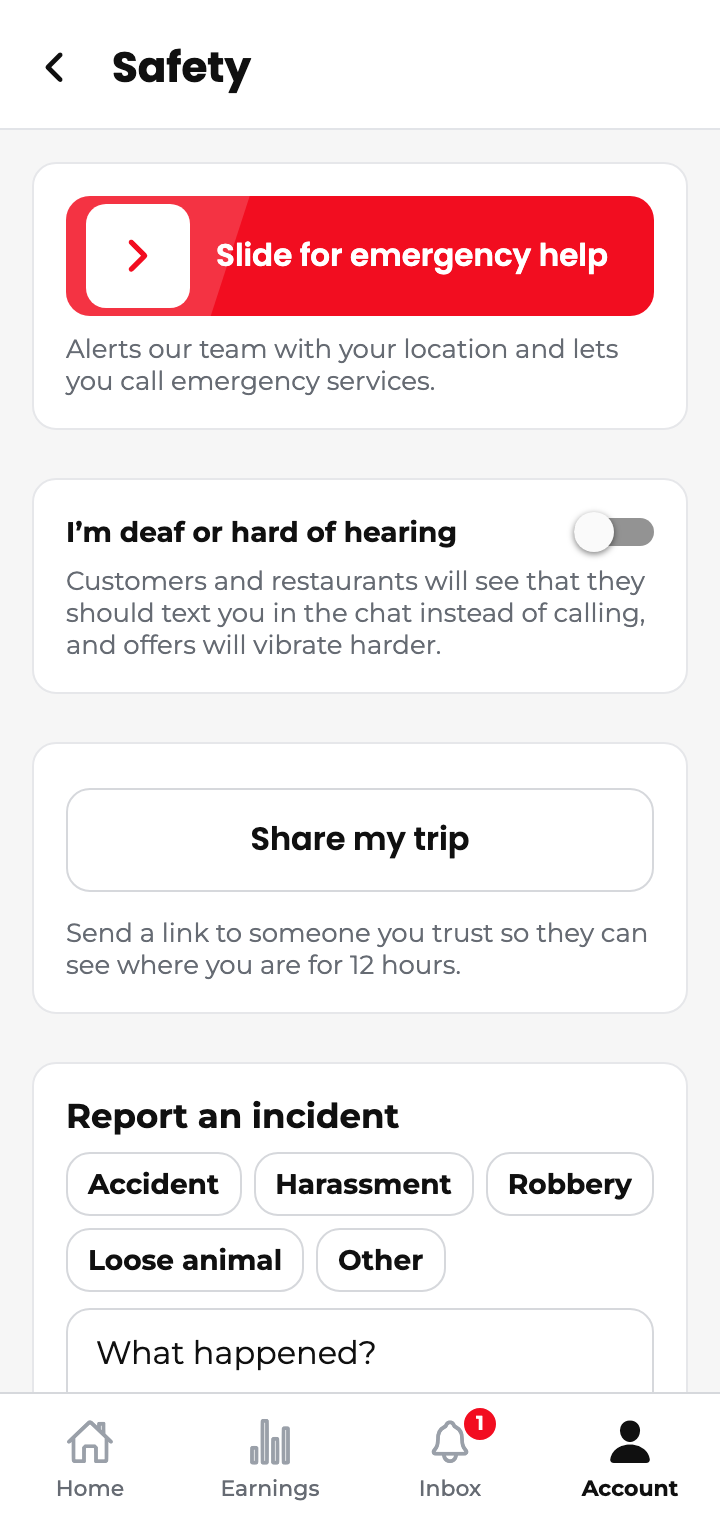 Safety
Slide for emergency help
Alerts our team with your location and lets
you call emergency services.
I’m deaf or hard of hearing
Customers and restaurants will see that they
should text you in the chat instead of calling,
and offers will vibrate harder.
Share my trip
Send a link to someone you trust so they can
see where you are for 12 hours.
Report an incident
Accident Harassment Robbery
Loose animal Other
What happened?
1
Home Earnings Inbox Account